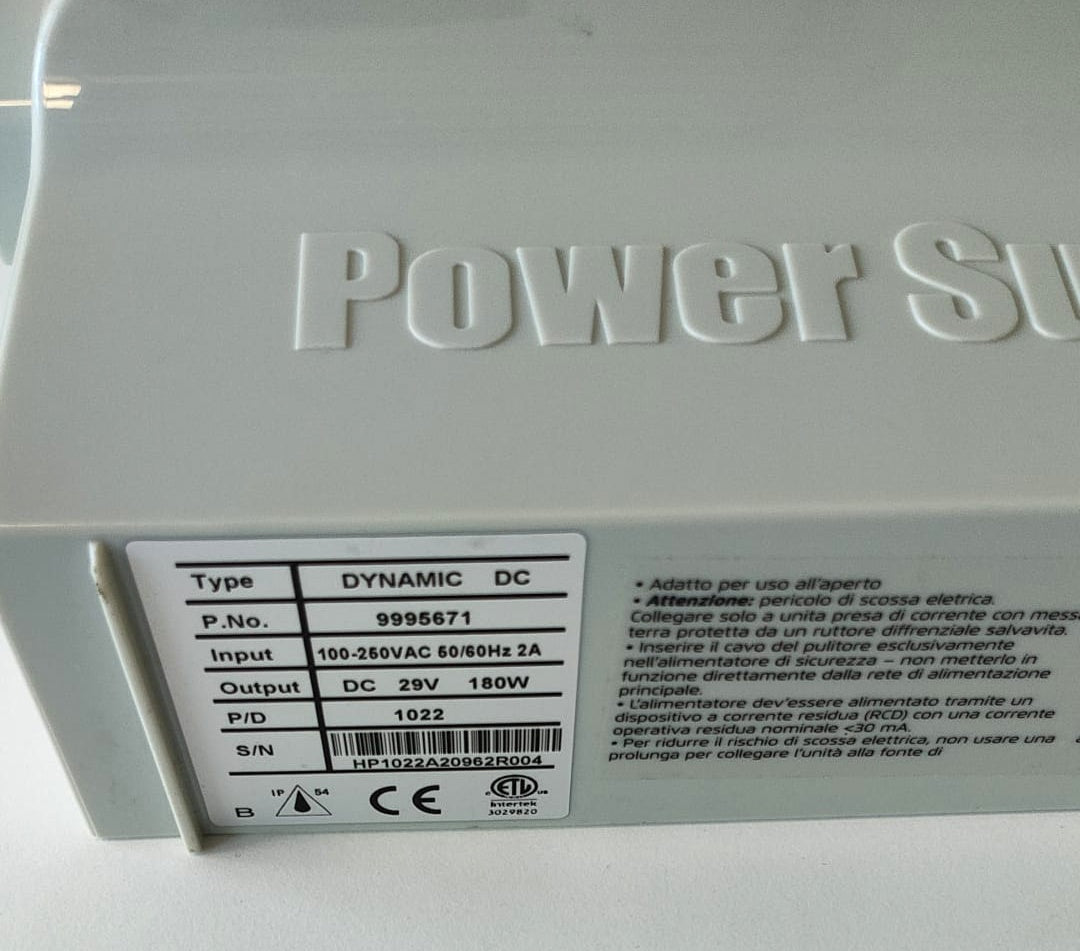 Power Su
Type DYNAMIC DC
P.No. 9995671
Input 100-250VAC 50/60Hz 2A
Output DC 29V 180W
P/D 1022
S/N
HP1022A20962R004
B IP 54 CE ETL
c us
Intertek
3029820
• Adatto per uso all'aperto
• Attenzione: pericolo di scossa eletrica.
Collegare solo a unita presa di corrente con mess
terra protetta da un ruttore diffrenziale salvavita.
• Inserire il cavo del pulitore esclusivamente
nell'alimentatore di sicurezza – non metterlo in
funzione direttamente dalla rete di alimentazione
principale.
• L'alimentatore dev'essere alimentato tramite un
dispositivo a corrente residua (RCD) con una corrente
operativa residua nominale <30 mA.
• Per ridurre il rischio di scossa elettrica, non usare una
prolunga per collegare l'unità alla fonte di